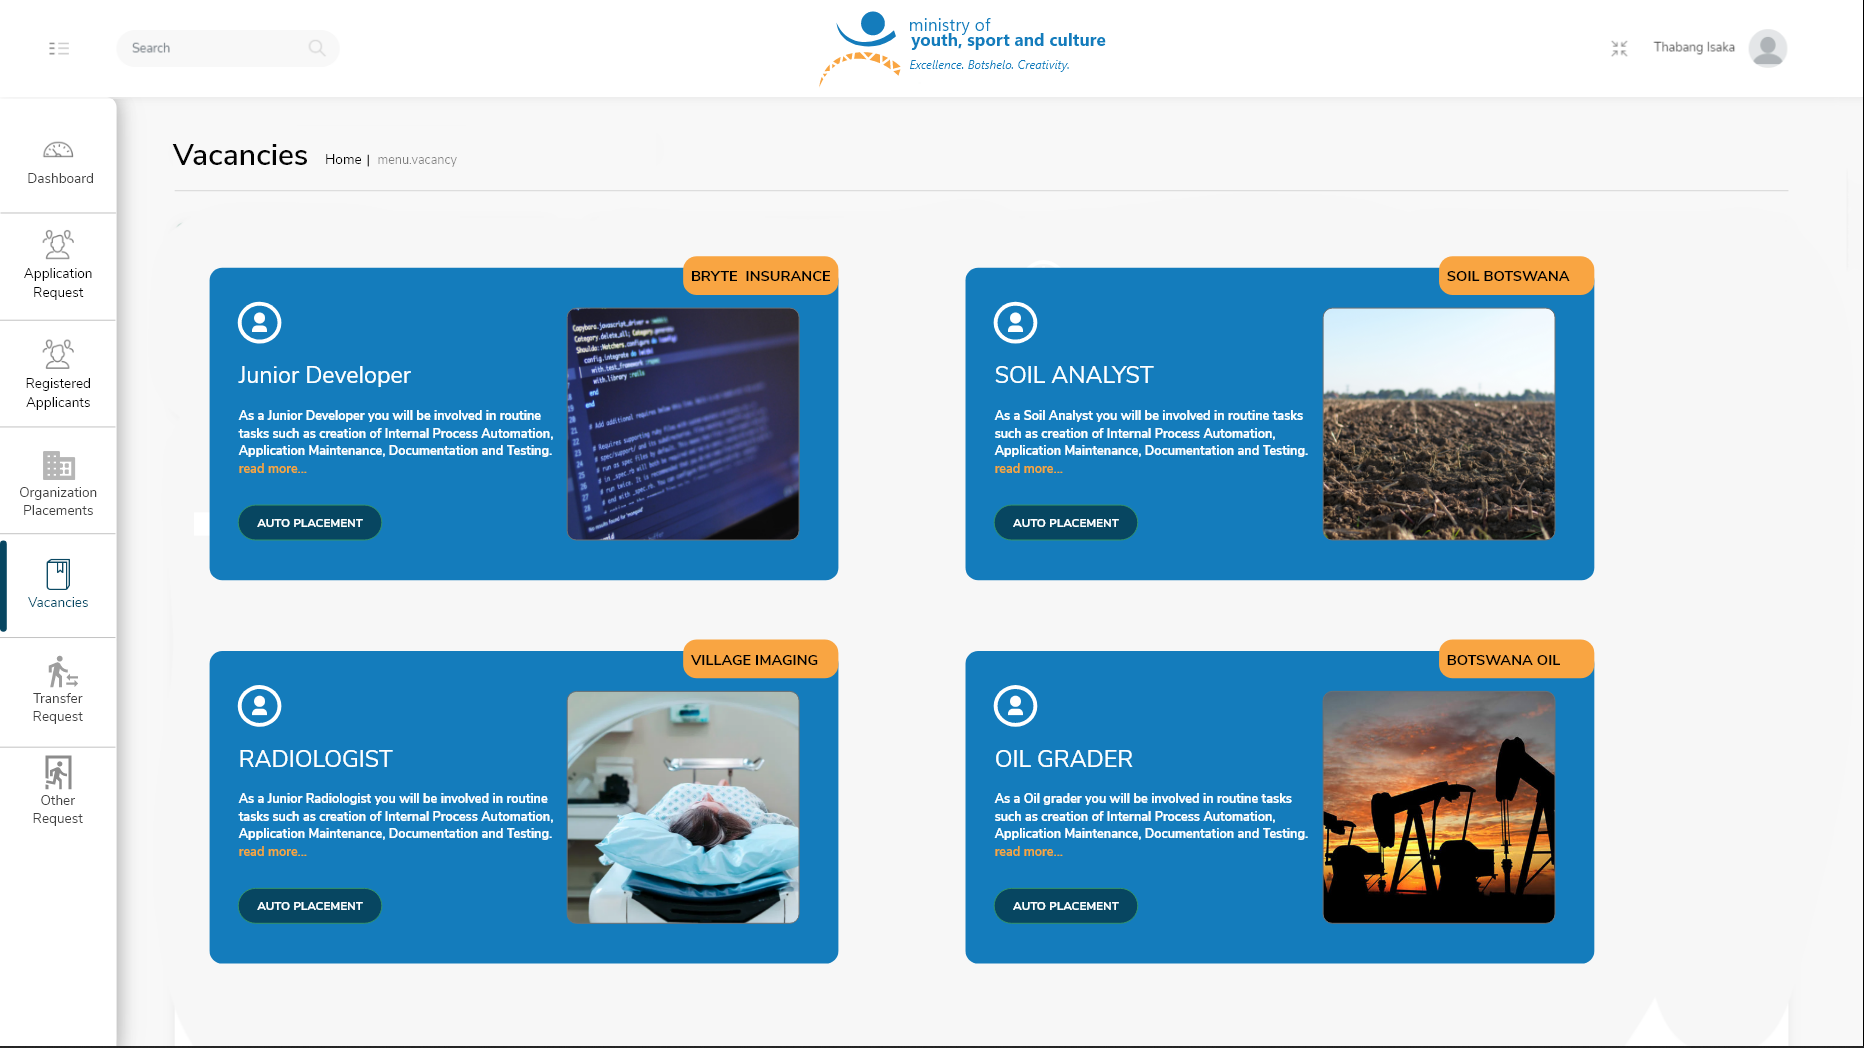 Search
ministry of
youth, sport and culture
Excellence. Botshelo. Creativity.
Thabang Isaka
Dashboard
Application
Request
Registered
Applicants
Organization
Placements
Vacancies
Transfer
Request
Other
Request
Vacancies Home | menu.vacancy
BRYTE INSURANCE
Junior Developer
As a Junior Developer you will be involved in routine
tasks such as creation of Internal Process Automation,
Application Maintenance, Documentation and Testing.
read more...
AUTO PLACEMENT
SOIL BOTSWANA
SOIL ANALYST
As a Soil Analyst you will be involved in routine tasks
such as creation of Internal Process Automation,
Application Maintenance, Documentation and Testing.
read more...
AUTO PLACEMENT
VILLAGE IMAGING
RADIOLOGIST
As a Junior Radiologist you will be involved in routine
tasks such as creation of Internal Process Automation,
Application Maintenance, Documentation and Testing.
read more...
AUTO PLACEMENT
BOTSWANA OIL
OIL GRADER
As a Oil grader you will be involved in routine tasks
such as creation of Internal Process Automation,
Application Maintenance, Documentation and Testing.
read more...
AUTO PLACEMENT